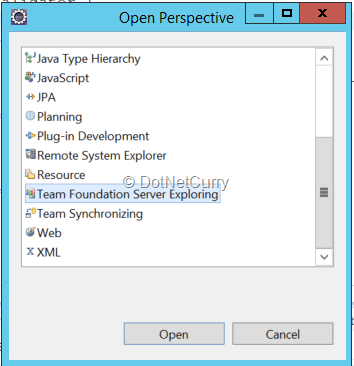 Open Perspective
Java Type Hierarchy
JavaScript
JPA
Planning
Plug-in Development
Remote System Explorer
Resource
© DotNetCurry
Team Foundation Server Exploring
Team Synchronizing
Web
XML
Open
Cancel